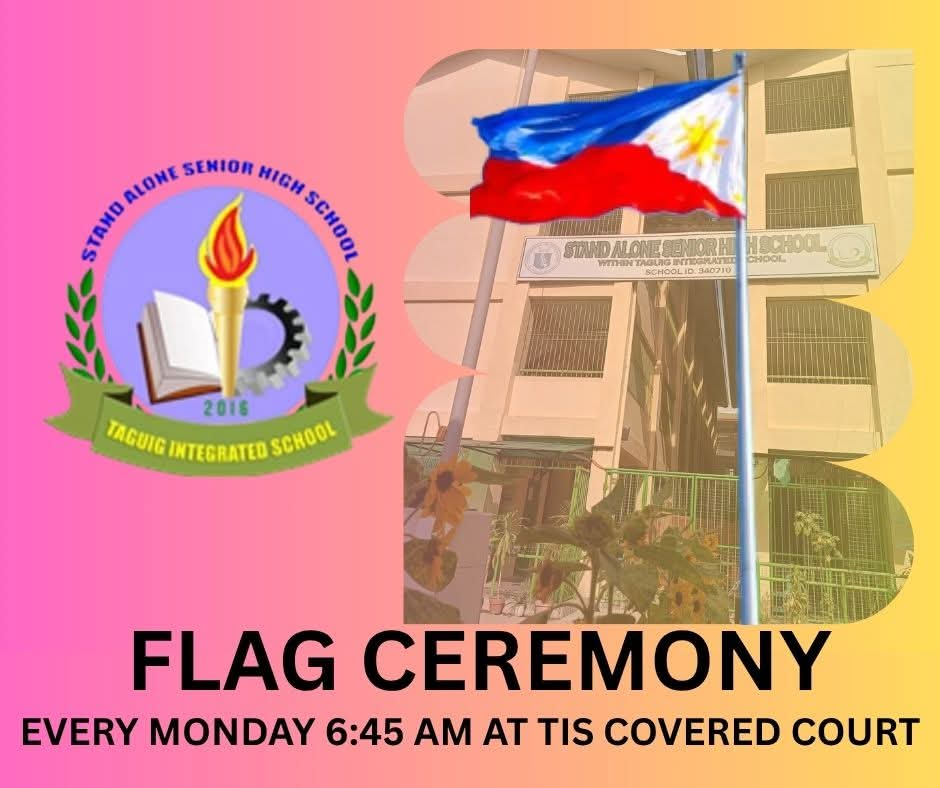 STAND ALONE SENIOR HIGH SCHOOL
2016
TAGUIG INTEGRATED SCHOOL
STAND ALONE SENIOR HIGH SCHOOL
WITHIN TAGUIG INTEGRATED SCHOOL
SCHOOL ID. 340710
FLAG CEREMONY
EVERY MONDAY 6:45 AM AT TIS COVERED COURT